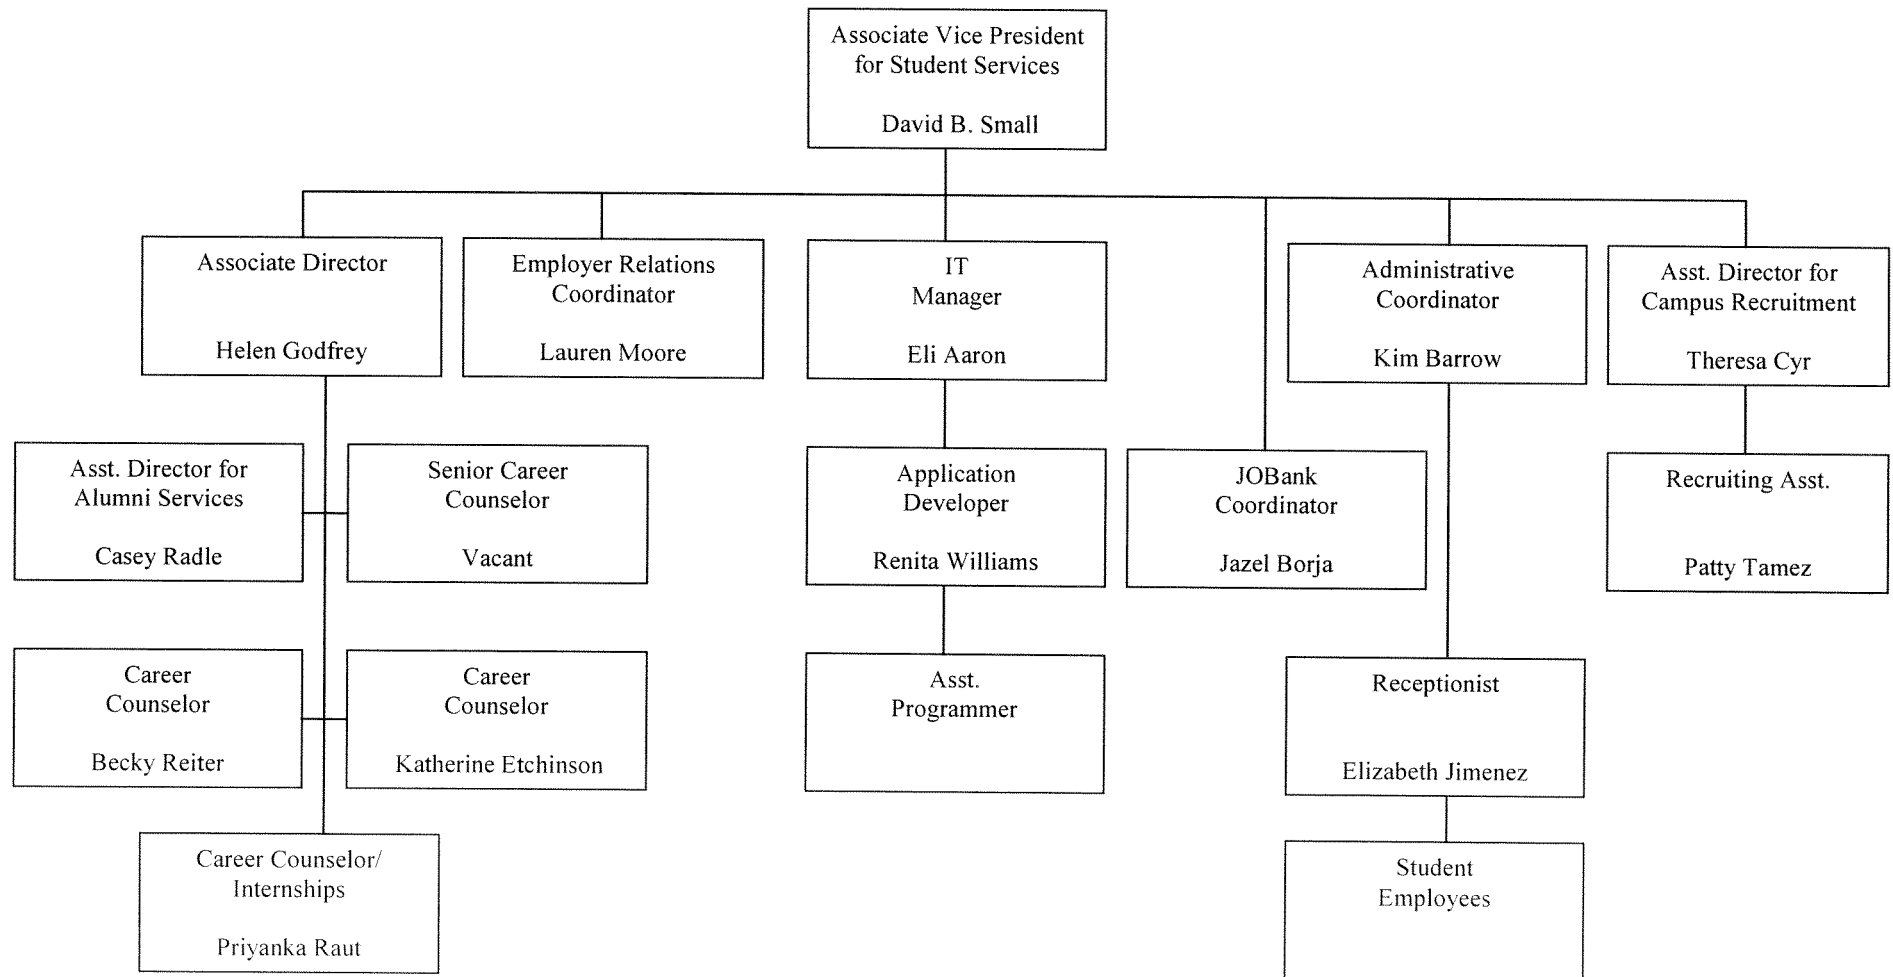 Associate Vice President
for Student Services
David B. Small
Associate Director
Helen Godfrey
Employer Relations
Coordinator
Lauren Moore
IT
Manager
Eli Aaron
Administrative
Coordinator
Kim Barrow
Asst. Director for
Campus Recruitment
Theresa Cyr
Asst. Director for
Alumni Services
Casey Radle
Senior Career
Counselor
Vacant
Application
Developer
Renita Williams
JOBank
Coordinator
Jazel Borja
Recruiting Asst.
Patty Tamez
Career
Counselor
Becky Reiter
Career
Counselor
Katherine Etchinson
Asst.
Programmer
Receptionist
Elizabeth Jimenez
Career Counselor/
Internships
Priyanka Raut
Student
Employees